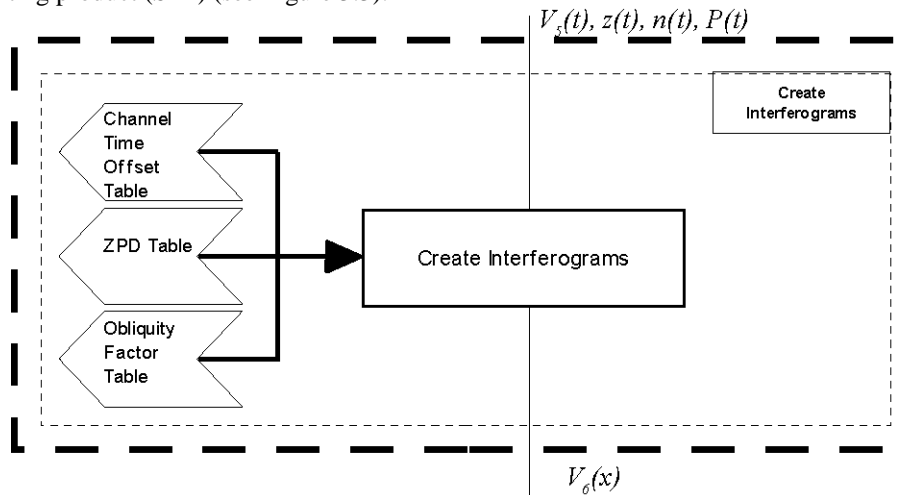 V₅(t), z(t), n(t), P(t)
Create
Interferograms
Channel
Time
Offset
Table
ZPD Table
Create Interferograms
Obliquity
Factor
Table
V₆(x)